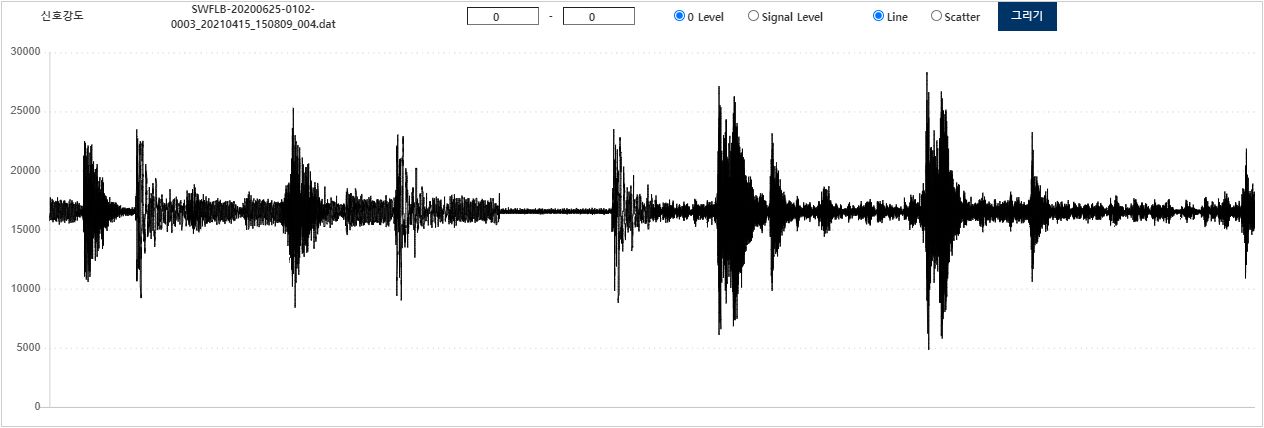 신호강도
SWFLB-20200625-0102-
0003_20210415_150809_004.dat
0 - 0
0 Level Signal Level
Line Scatter
그리기
30000
25000
20000
15000
10000
5000
0